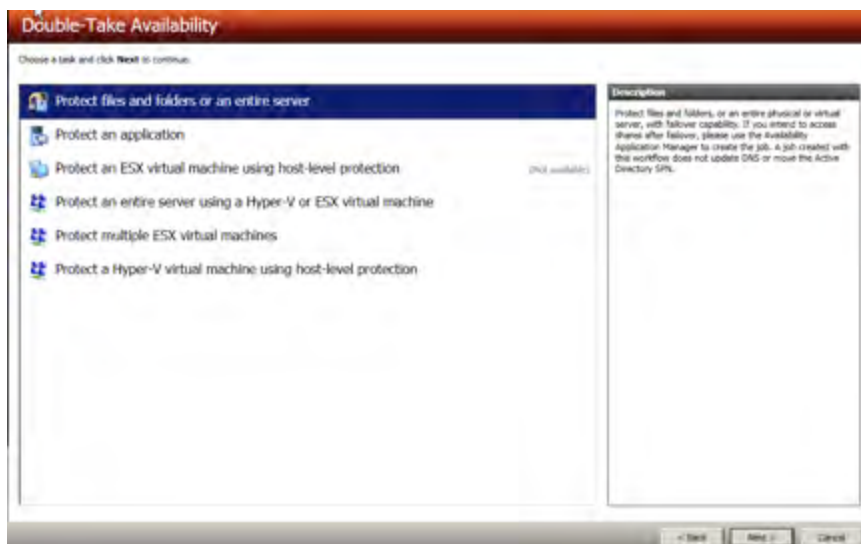 Double-Take Availability
Choose a task and click Next to continue.
Protect files and folders or an entire server
Protect an application
Protect an ESX virtual machine using host-level protection
(Not available)
Protect an entire server using a Hyper-V or ESX virtual machine
Protect multiple ESX virtual machines
Protect a Hyper-V virtual machine using host-level protection
Description
Protect files and folders, or an entire physical or virtual
server, with failover capability. If you intend to access
shares after failover, please use the Availability
Application Manager to create the job. A job created with
this workflow does not update DNS or move the Active
Directory SPN.
< Back
Next >
Cancel